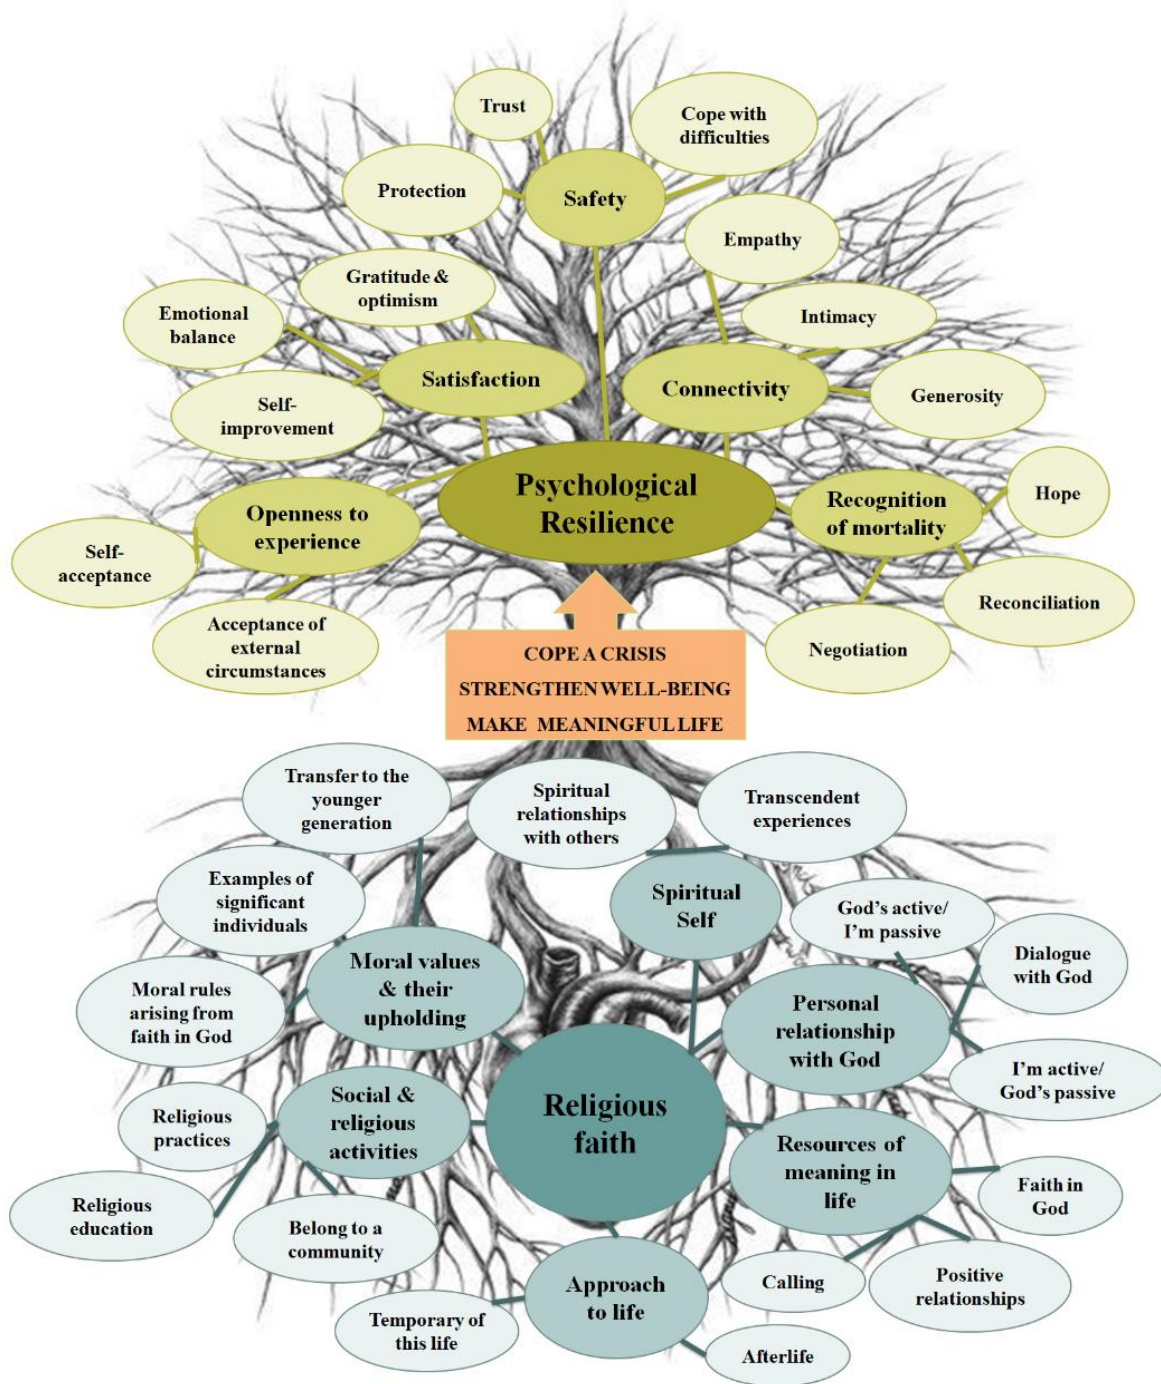 Trust
Cope with
difficulties
Protection
Safety
Empathy
Gratitude &
optimism
Emotional
balance
Intimacy
Satisfaction
Connectivity
Self-
improvement
Generosity
Psychological
Resilience
Hope
Openness to
experience
Recognition
of mortality
Self-
acceptance
Reconciliation
Acceptance of
external
circumstances
Negotiation
COPE A CRISIS
STRENGTHEN WELL-BEING
MAKE MEANINGFUL LIFE
Transfer to the
younger
generation
Spiritual
relationships
with others
Transcendent
experiences
Examples of
significant
individuals
Spiritual
Self
God's active/
I'm passive
Dialogue
with God
Moral values
& their
upholding
Moral rules
arising from
faith in God
Personal
relationship
with God
I'm active/
God's passive
Social &
religious
activities
Religious
faith
Religious
practices
Resources of
meaning in
life
Faith in
God
Religious
education
Belong to a
community
Approach
to life
Calling
Positive
relationships
Temporary of
this life
Afterlife